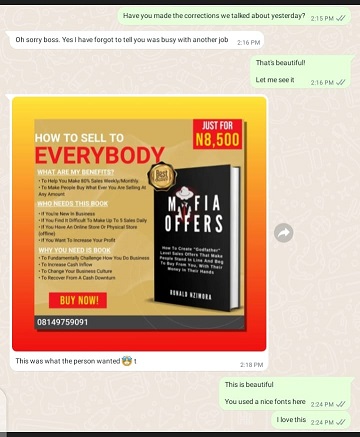 Have you made the corrections we talked about yesterday?
2:15 PM
Oh sorry boss. Yes I have forgot to tell you was busy with another job
2:16 PM
That's beautiful!
Let me see it
2:16 PM
JUST FOR
N8,500
HOW TO SELL TO
EVERYBODY
WHAT ARE MY BENEFITS?
• To Help You Make 80% Sales Weekly/Monthly
• To Make People Buy What Ever You Are Selling At
Any Amount
WHO NEEDS THIS BOOK
• If You're New In Business
• If You Find It Difficult To Make Up To 5 Sales Daily
• If You Have An Online Store Or Physical Store
(offline)
• If You Want To Increase Your Profit
WHY YOU NEED IS BOOK
• To Fundamentally Challenge How You Do Business
• To Increase Cash Inflow
• To Change Your Business Culture
• To Recover From A Cash Downturn
BUY NOW!
08149759091
Best
M FIA
OFFERS
How To Create "Godfather"
Level Sales Offers That Make
People Stand In Line And Beg
To Buy From You, With Their
Money In Their Hands
RONALD NZIMORA
This was what the person wanted 😇 t
2:18 PM
This is beautiful
You used a nice fonts here
2:24 PM
I love this
2:24 PM